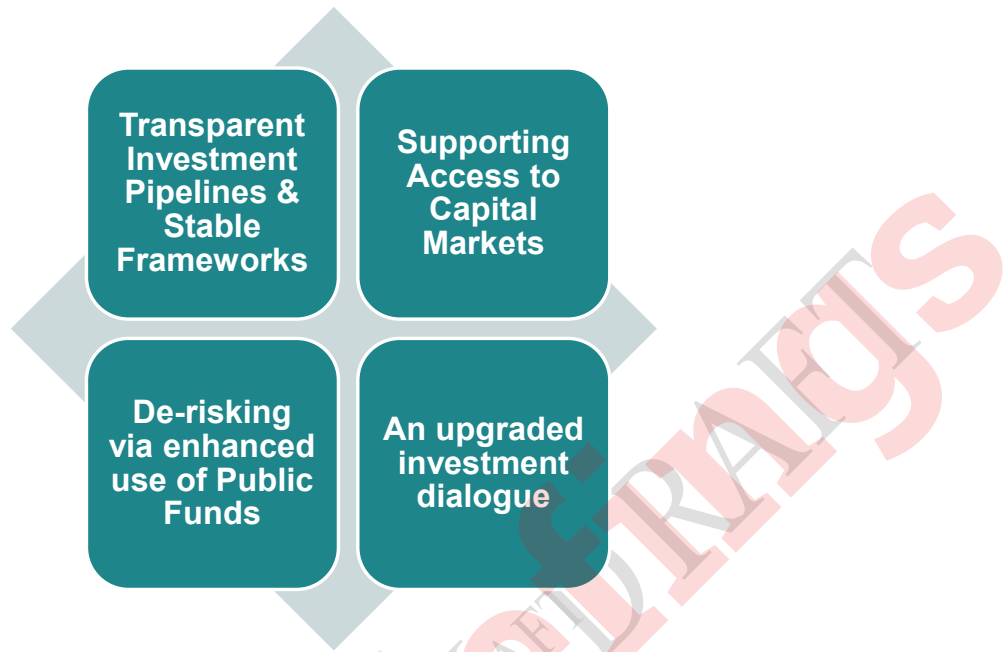 Transparent
Investment
Pipelines &
Stable
Frameworks
Supporting
Access to
Capital
Markets
De-risking
via enhanced
use of Public
Funds
An upgraded
investment
dialogue
DRAFT